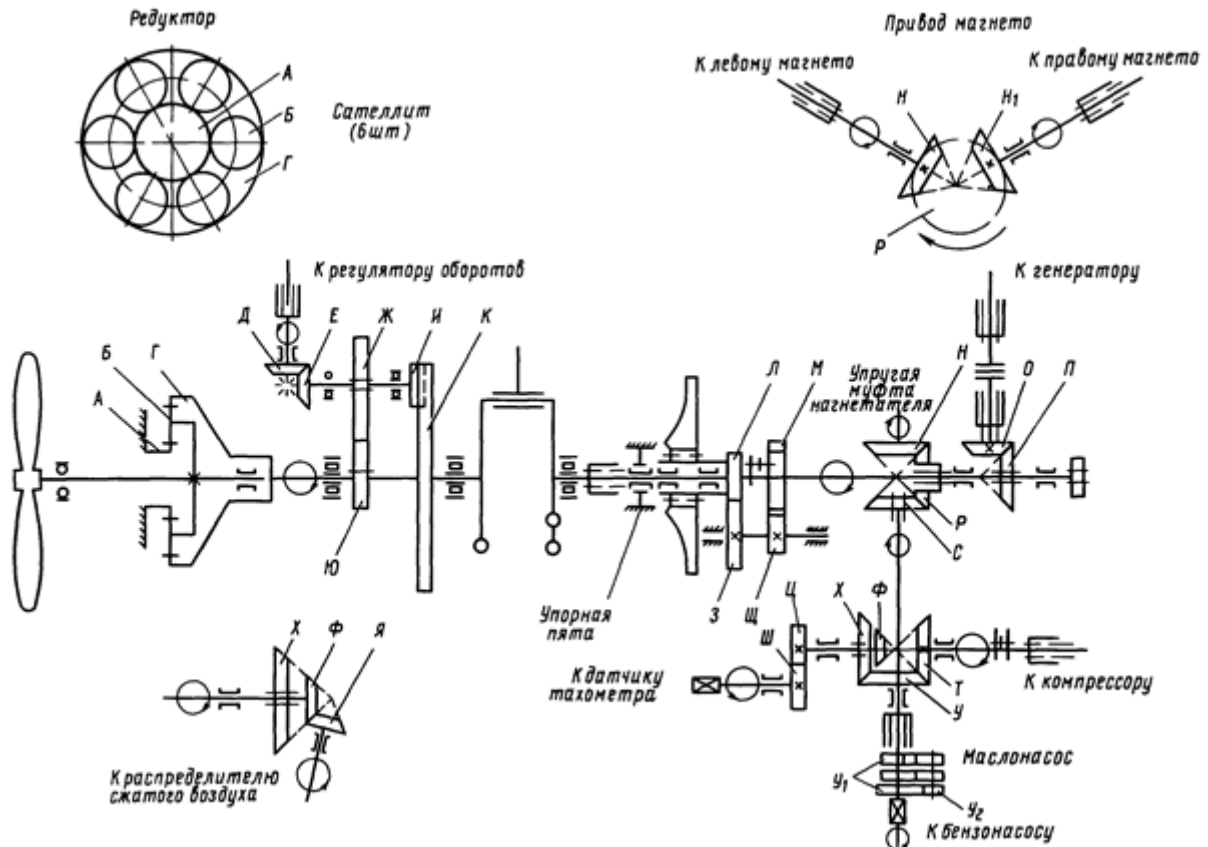 Редуктор
А
Б
Г
Сателлит
(6шт)
Привод магнето
К левому магнето
К правому магнето
Н
Н1
Р
К регулятору оборотов
Д
Е
Ж
И
К
Б
Г
А
Ю
Упорная
пята
Л
М
З
Щ
Упругая
муфта
магнетателя
К генератору
Н
О
П
Р
С
Х
Ф
Т
У
Ц
Ш
К датчику
тахометра
К компрессору
Маслонасос
У1
У2
К бензонасосу
Х
Ф
Я
К распределителю
сжатого воздуха